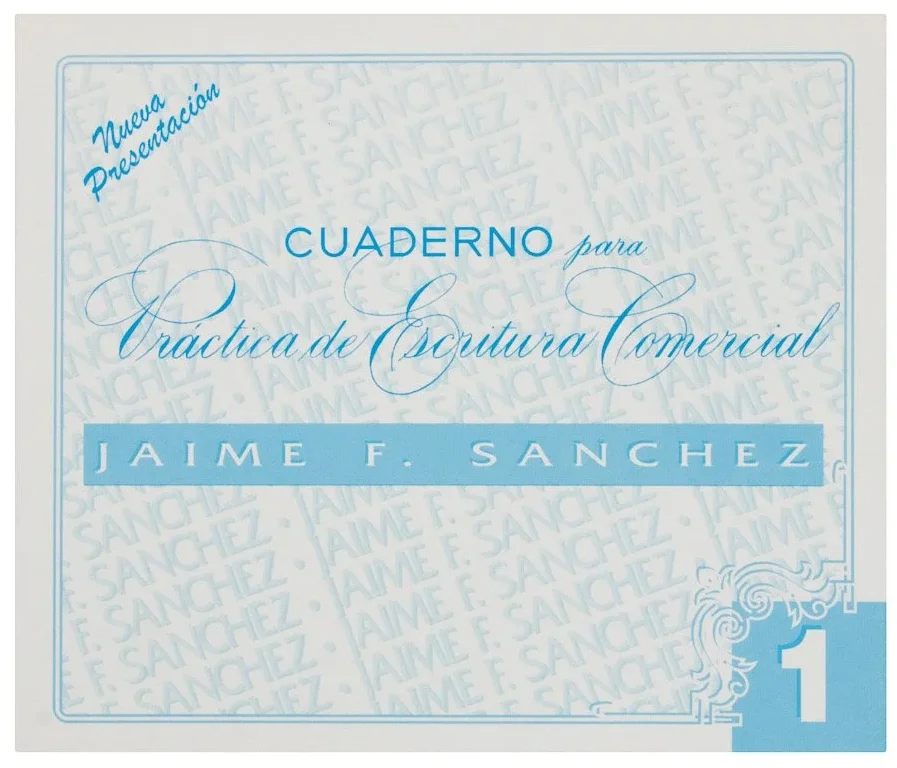 Nueva
Presentación
CUADERNO para
Práctica de Escritura Comercial
JAIME F. SANCHEZ
1